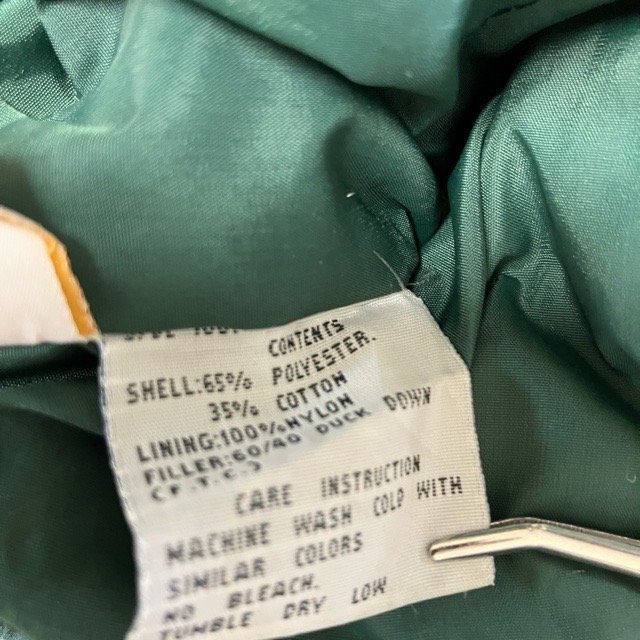 CONTENTS
SHELL:65% POLYESTER.
35% COTTON
LINING:100%NYLON
FILLER:60/40 DUCK DOWN
CARE INSTRUCTION
MACHINE WASH COLD WITH
SIMILAR COLORS
NO BLEACH.
TUMBLE DRY LOW